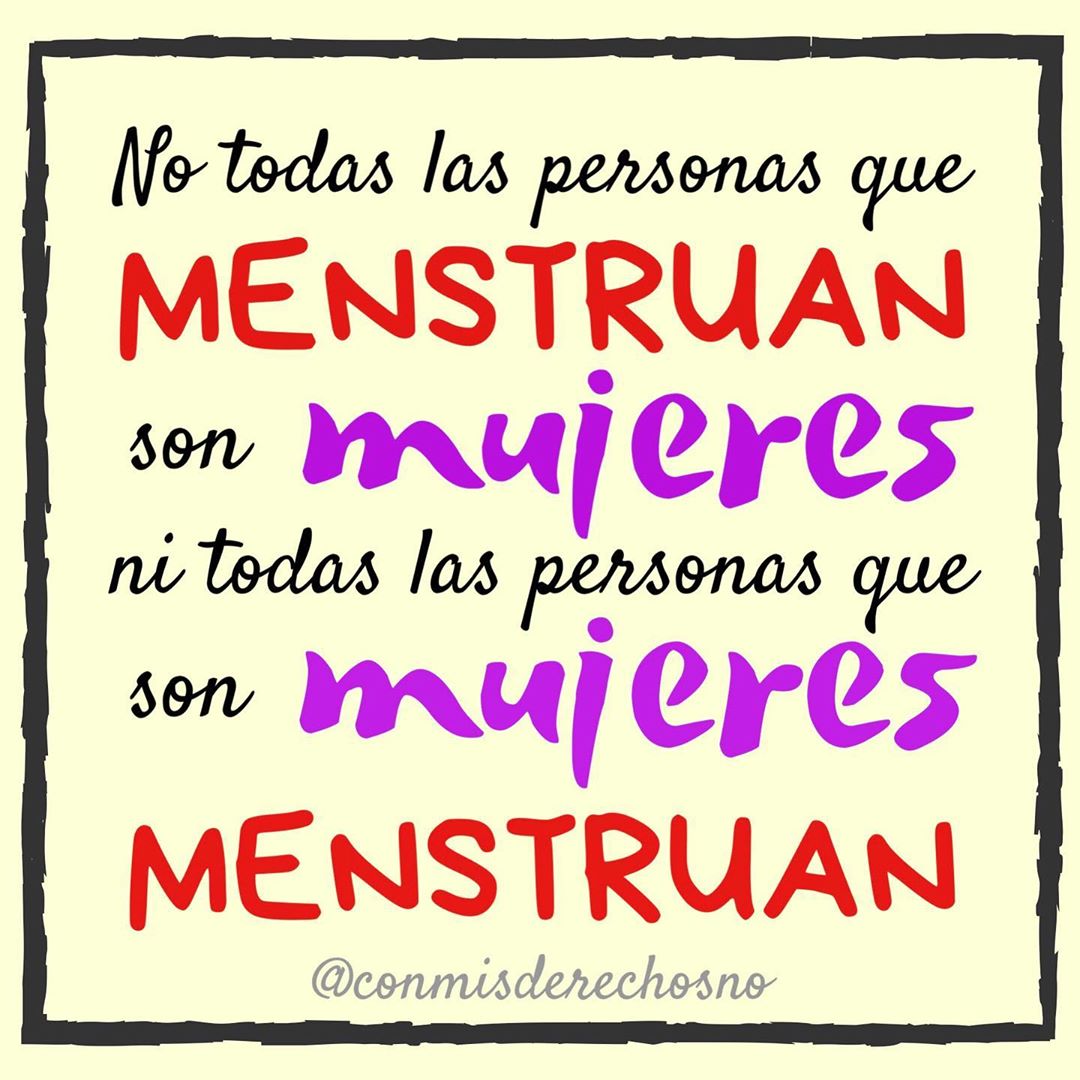 No todas las personas que
MENSTRUAN
son mujeres
ni todas las personas que
son mujeres
MENSTRUAN
@conmisderechosno